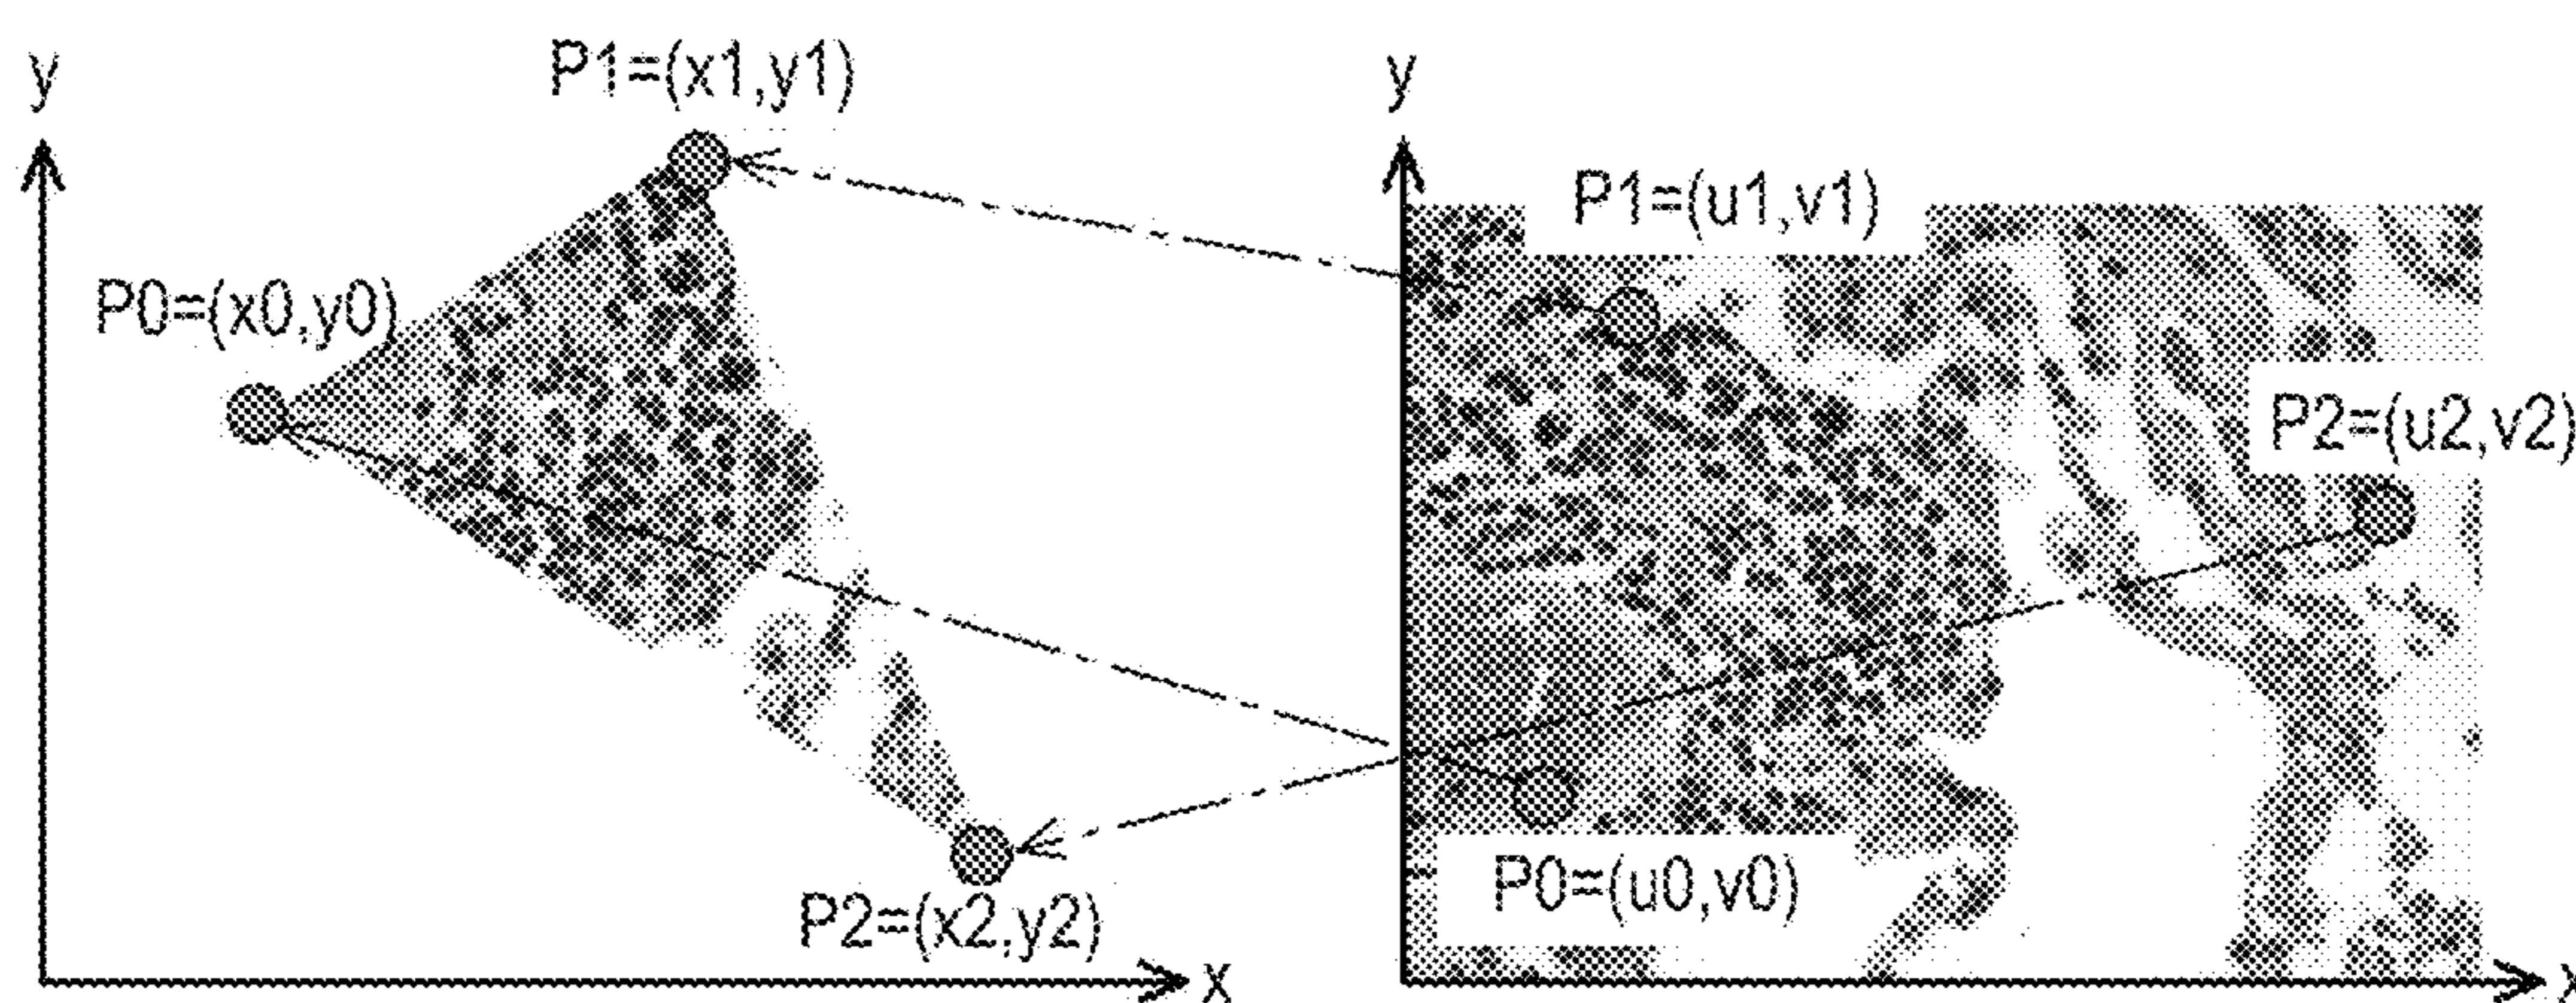 y
P1=(x1,y1)
P0=(x0,y0)
P2=(x2,y2)
x
y
P1=(u1,v1)
P2=(u2,v2)
P0=(u0,v0)
x